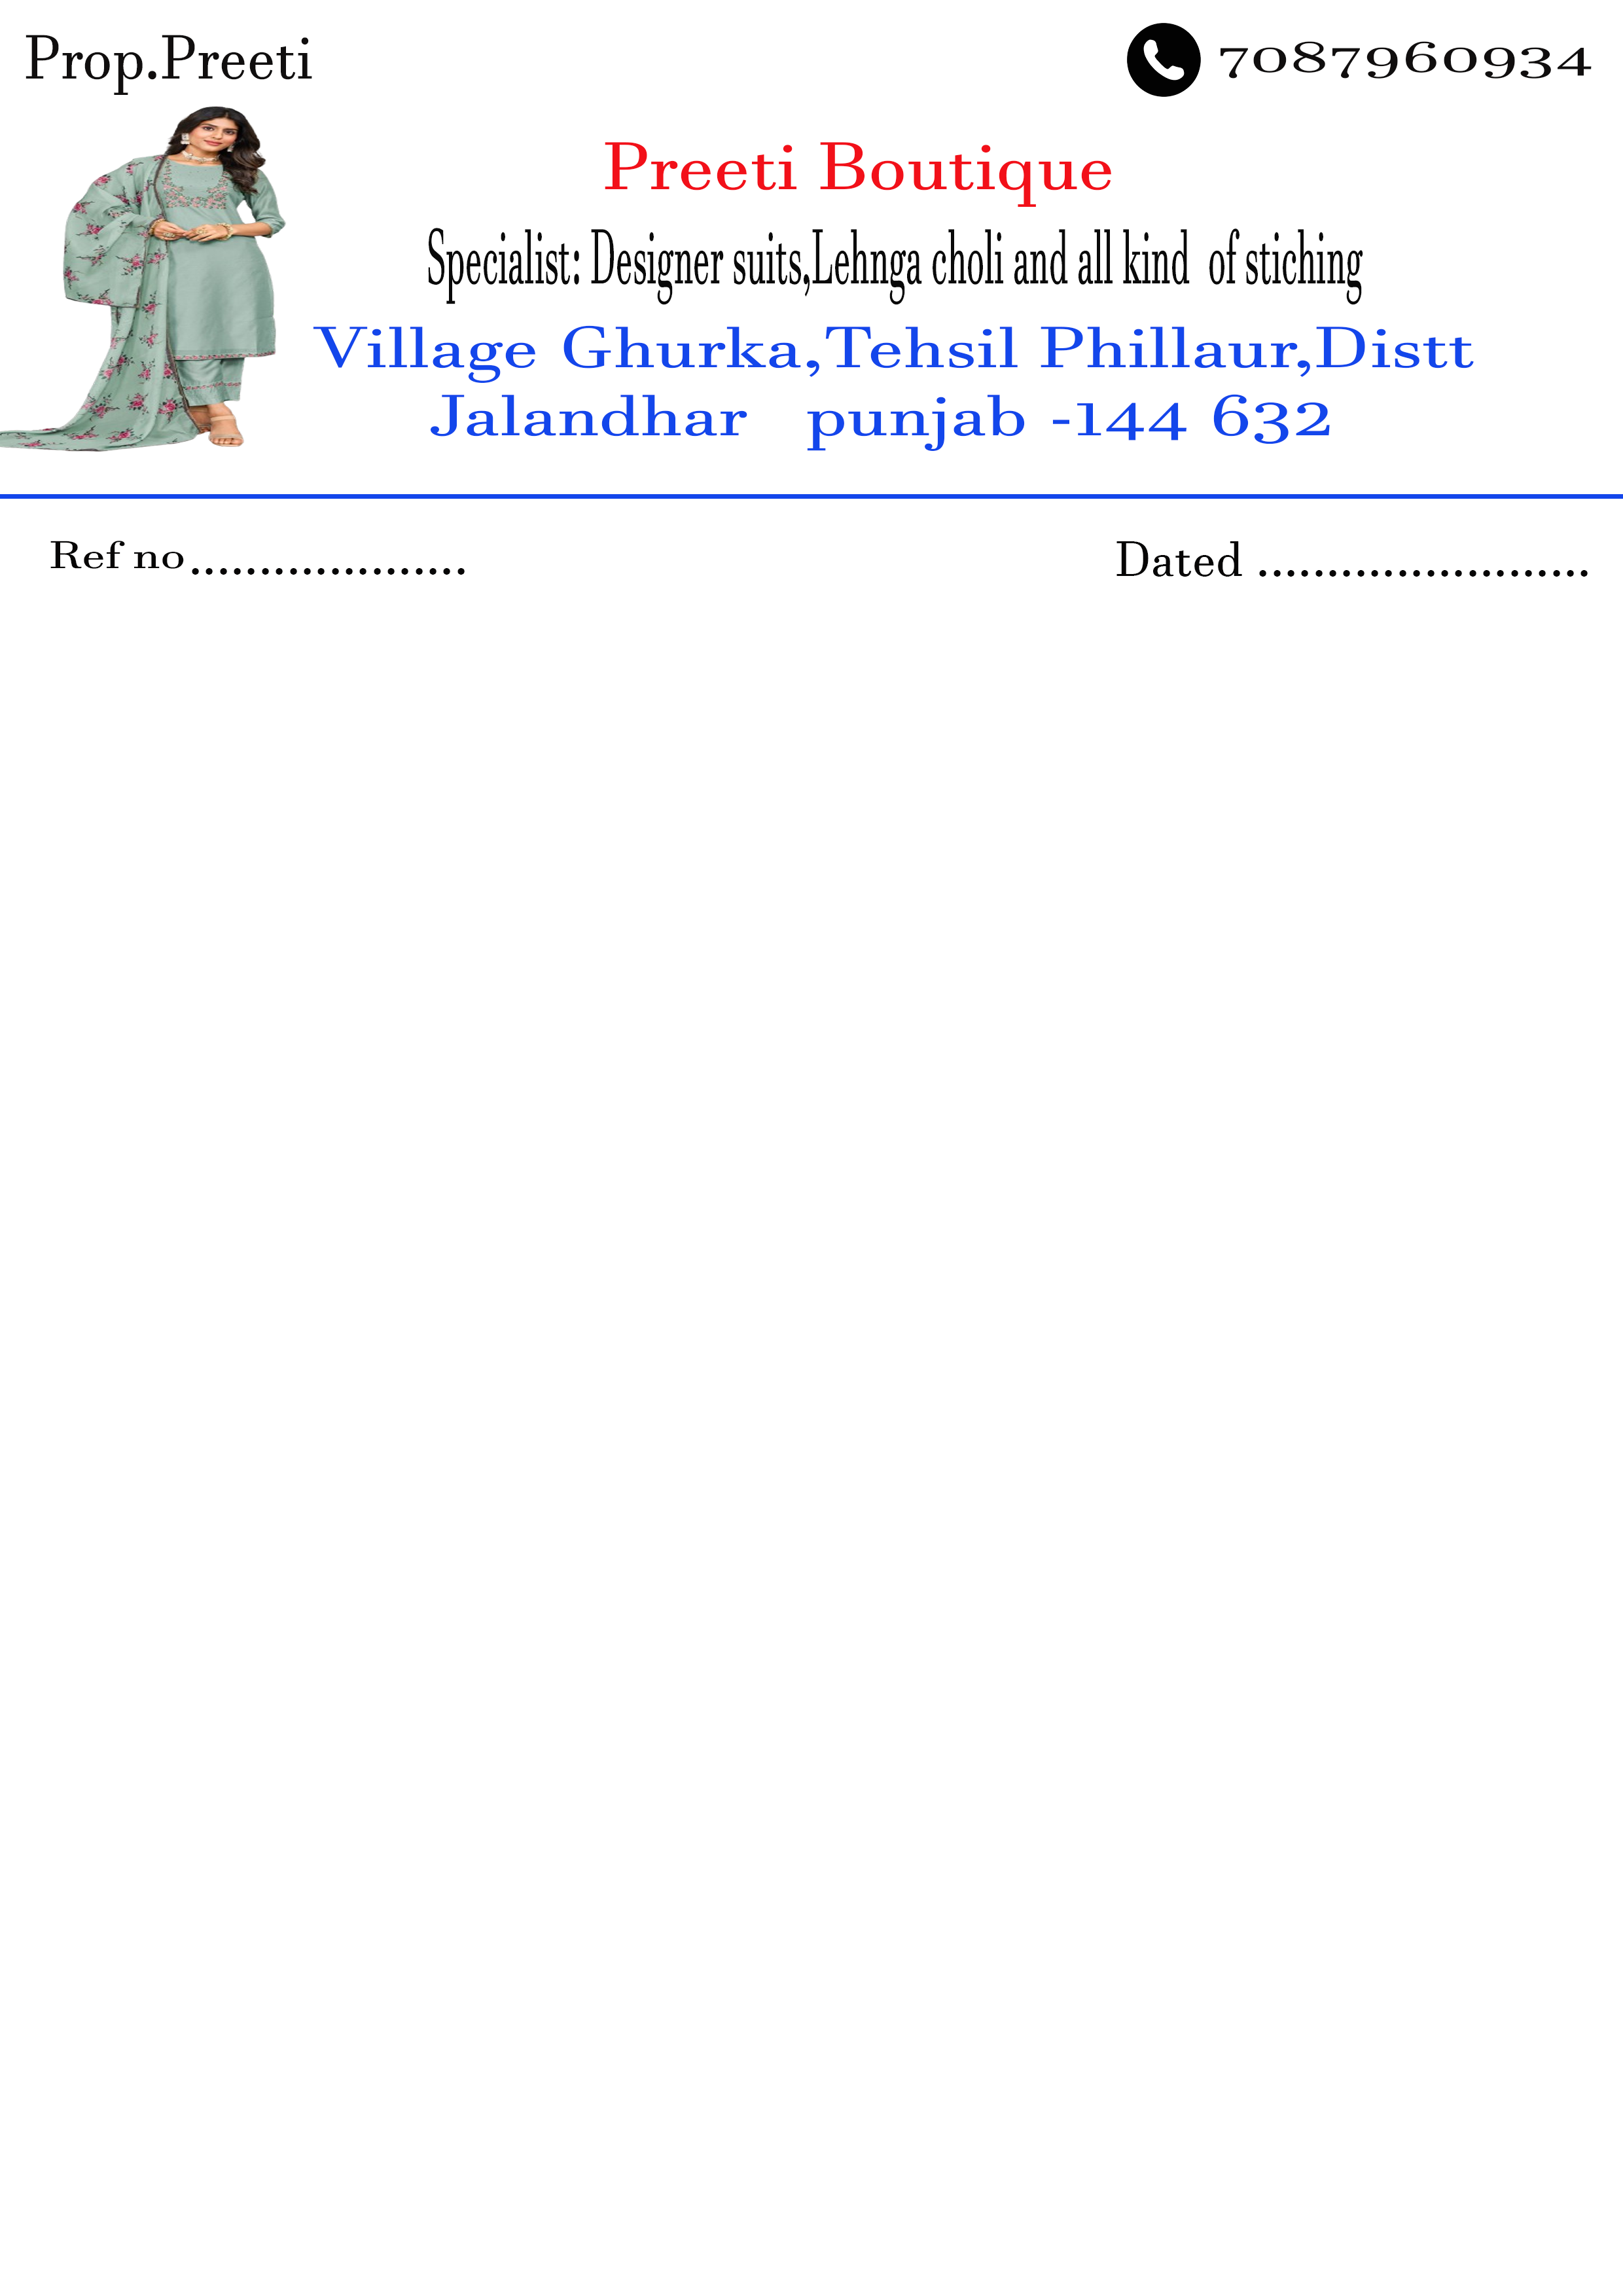 Prop.Preeti
7087960934
Preeti Boutique
Specialist: Designer suits,Lehnga choli and all kind  of stiching
Village Ghurka,Tehsil Phillaur,Distt
Jalandhar   punjab -144 632
Ref no....................
Dated ........................